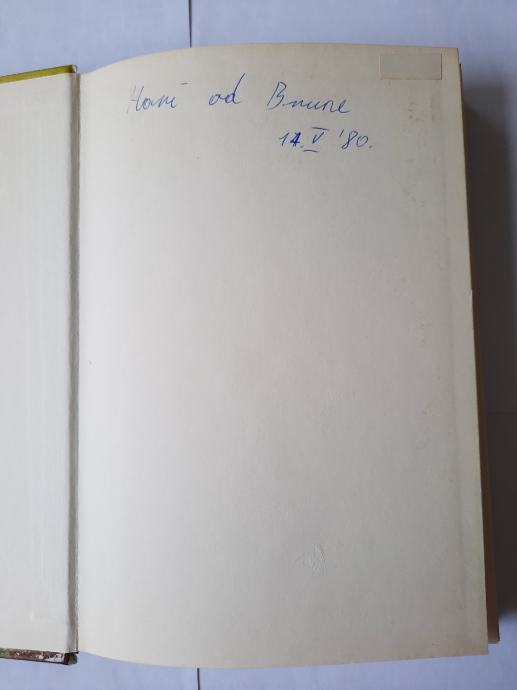 Hani od Brune
14. V '80.